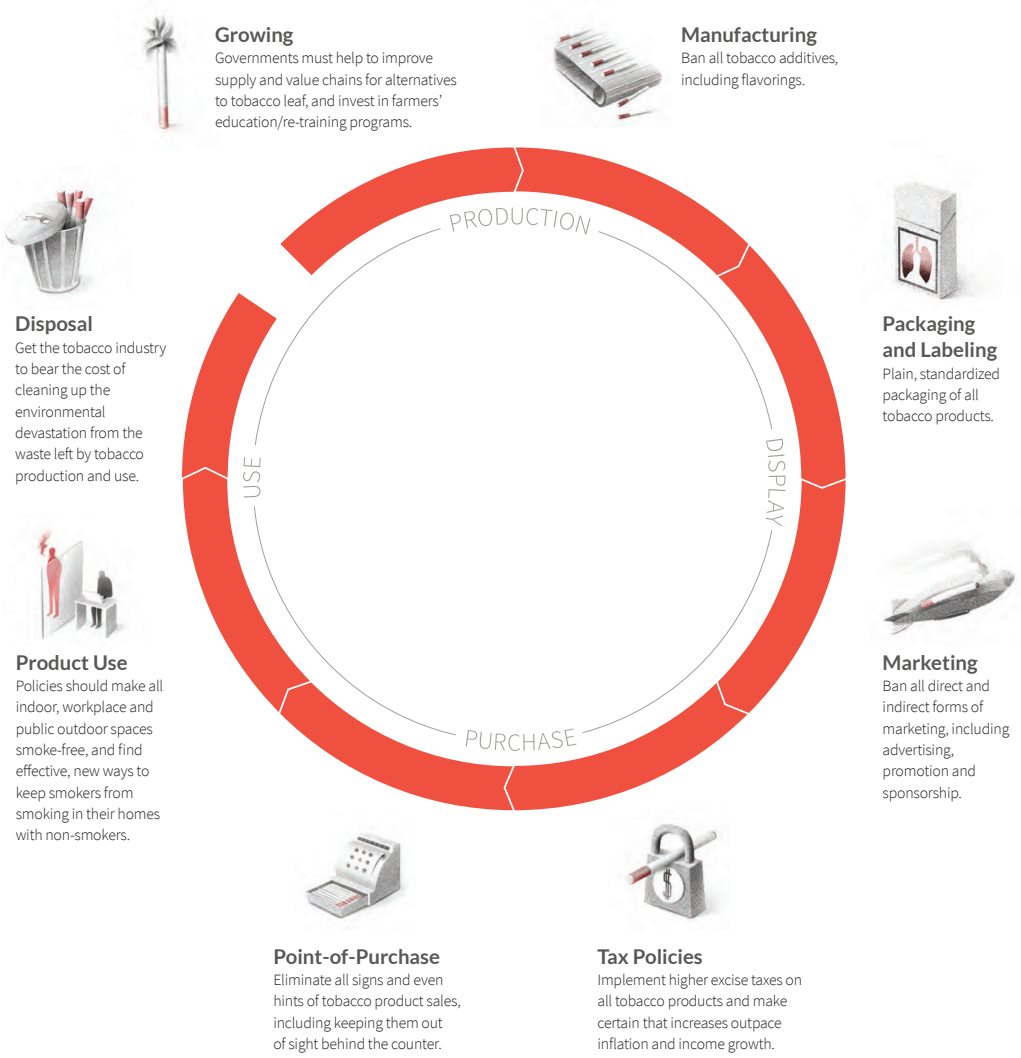 Growing
Governments must help to improve
supply and value chains for alternatives
to tobacco leaf, and invest in farmers’
education/re-training programs.
Manufacturing
Ban all tobacco additives,
including flavorings.
Packaging
and Labeling
Plain, standardized
packaging of all
tobacco products.
Marketing
Ban all direct and
indirect forms of
marketing, including
advertising,
promotion and
sponsorship.
Tax Policies
Implement higher excise taxes on
all tobacco products and make
certain that increases outpace
inflation and income growth.
Point-of-Purchase
Eliminate all signs and even
hints of tobacco product sales,
including keeping them out
of sight behind the counter.
Product Use
Policies should make all
indoor, workplace and
public outdoor spaces
smoke-free, and find
effective, new ways to
keep smokers from
smoking in their homes
with non-smokers.
Disposal
Get the tobacco industry
to bear the cost of
cleaning up the
environmental
devastation from the
waste left by tobacco
production and use.
PRODUCTION
DISPLAY
PURCHASE
USE
$